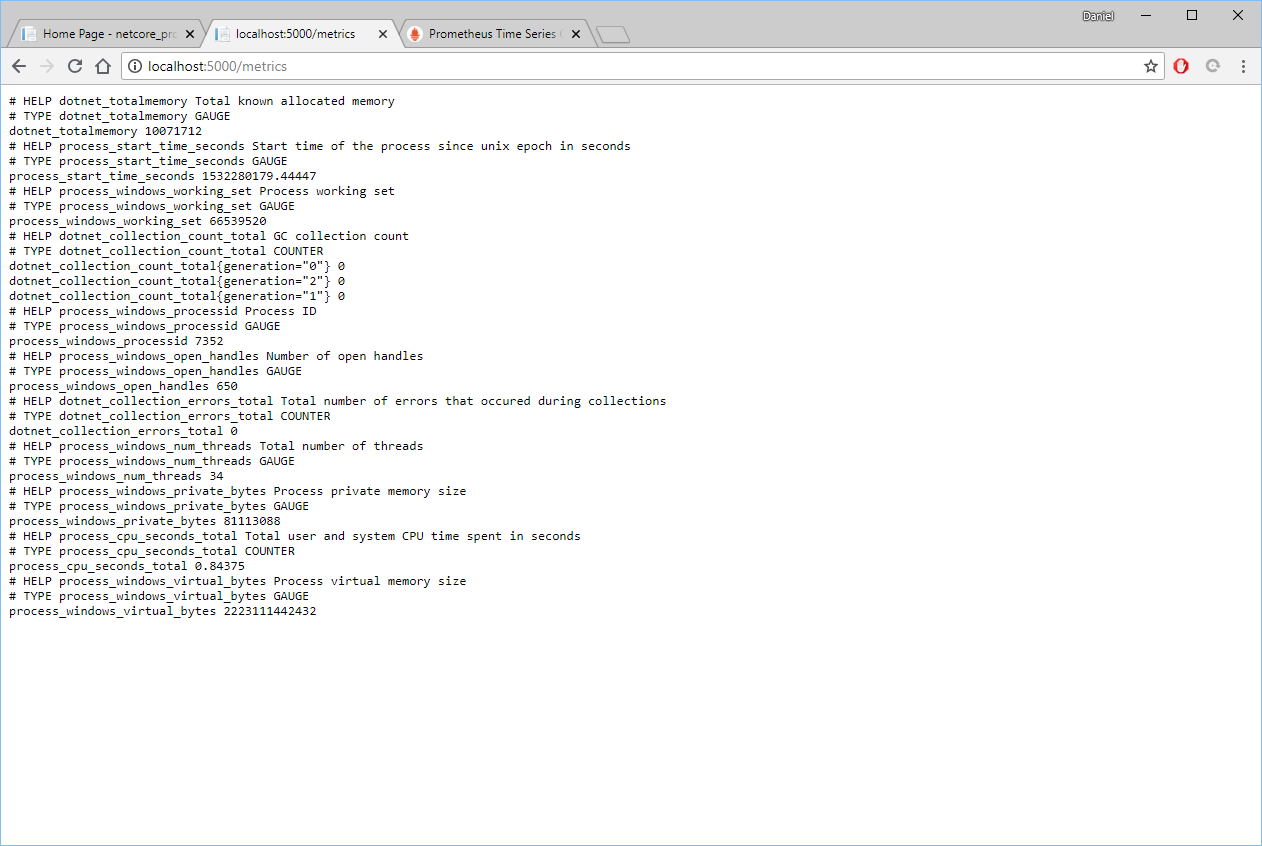 Daniel
Home Page - netcore_pro
localhost:5000/metrics
Prometheus Time Series
localhost:5000/metrics
# HELP dotnet_totalmemory Total known allocated memory
# TYPE dotnet_totalmemory GAUGE
dotnet_totalmemory 10071712
# HELP process_start_time_seconds Start time of the process since unix epoch in seconds
# TYPE process_start_time_seconds GAUGE
process_start_time_seconds 1532280179.44447
# HELP process_windows_working_set Process working set
# TYPE process_windows_working_set GAUGE
process_windows_working_set 66539520
# HELP dotnet_collection_count_total GC collection count
# TYPE dotnet_collection_count_total COUNTER
dotnet_collection_count_total{generation="0"} 0
dotnet_collection_count_total{generation="2"} 0
dotnet_collection_count_total{generation="1"} 0
# HELP process_windows_processid Process ID
# TYPE process_windows_processid GAUGE
process_windows_processid 7352
# HELP process_windows_open_handles Number of open handles
# TYPE process_windows_open_handles GAUGE
process_windows_open_handles 650
# HELP dotnet_collection_errors_total Total number of errors that occured during collections
# TYPE dotnet_collection_errors_total COUNTER
dotnet_collection_errors_total 0
# HELP process_windows_num_threads Total number of threads
# TYPE process_windows_num_threads GAUGE
process_windows_num_threads 34
# HELP process_windows_private_bytes Process private memory size
# TYPE process_windows_private_bytes GAUGE
process_windows_private_bytes 81113088
# HELP process_cpu_seconds_total Total user and system CPU time spent in seconds
# TYPE process_cpu_seconds_total COUNTER
process_cpu_seconds_total 0.84375
# HELP process_windows_virtual_bytes Process virtual memory size
# TYPE process_windows_virtual_bytes GAUGE
process_windows_virtual_bytes 2223111442432